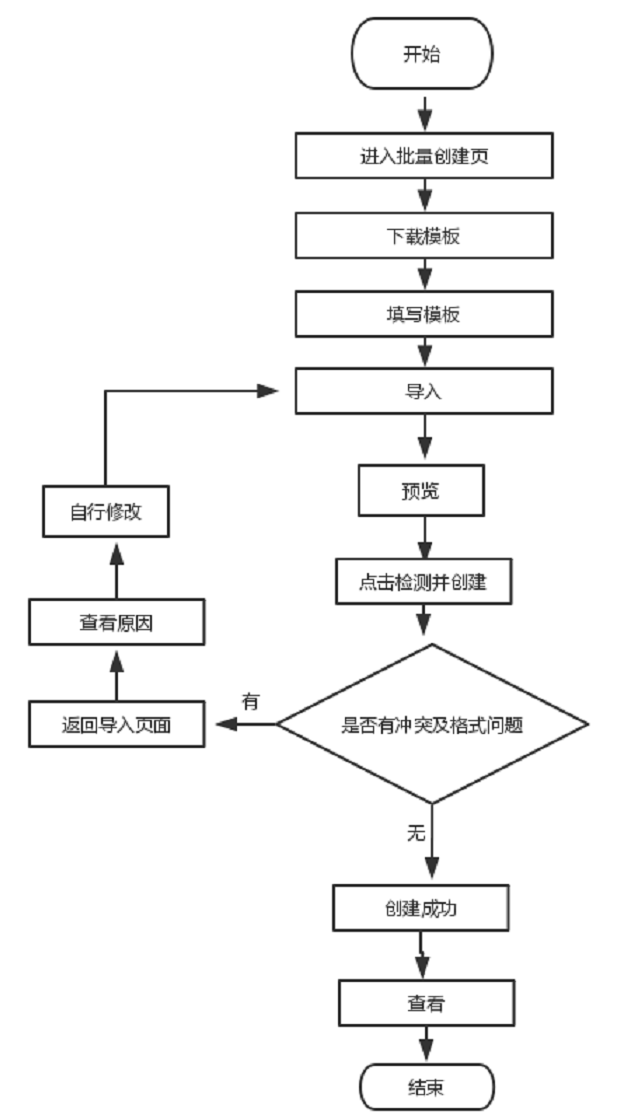 开始
进入批量创建页
下载模板
填写模板
导入
预览
点击检测并创建
是否有冲突及格式问题
有
返回导入页面
查看原因
自行修改
无
创建成功
查看
结束